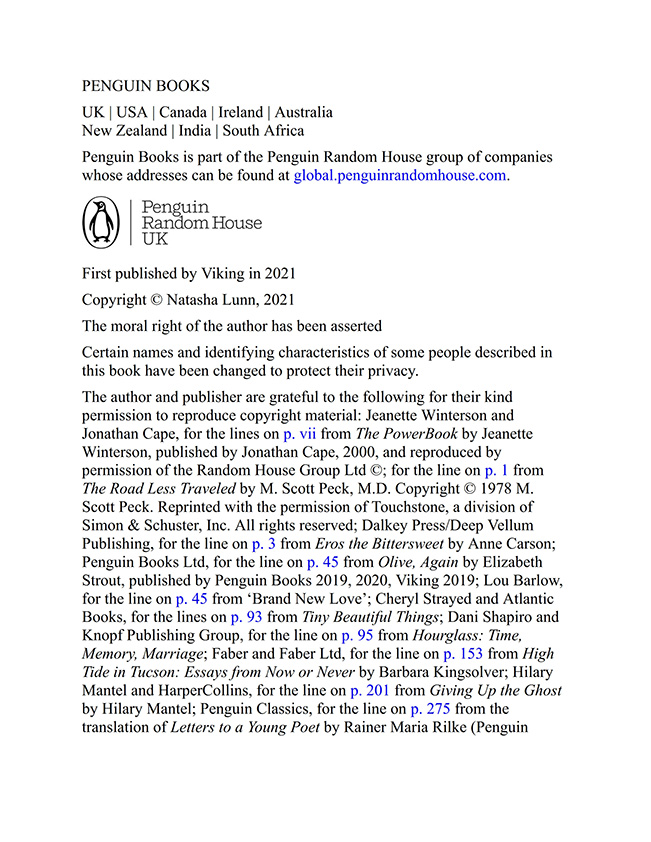 PENGUIN BOOKS
UK | USA | Canada | Ireland | Australia
New Zealand | India | South Africa
Penguin Books is part of the Penguin Random House group of companies
whose addresses can be found at global.penguinrandomhouse.com.
Penguin
Random House
UK
First published by Viking in 2021
Copyright © Natasha Lunn, 2021
The moral right of the author has been asserted
Certain names and identifying characteristics of some people described in
this book have been changed to protect their privacy.
The author and publisher are grateful to the following for their kind
permission to reproduce copyright material: Jeanette Winterson and
Jonathan Cape, for the lines on p. vii from The PowerBook by Jeanette
Winterson, published by Jonathan Cape, 2000, and reproduced by
permission of the Random House Group Ltd ©; for the line on p. 1 from
The Road Less Traveled by M. Scott Peck, M.D. Copyright © 1978 M.
Scott Peck. Reprinted with the permission of Touchstone, a division of
Simon & Schuster, Inc. All rights reserved; Dalkey Press/Deep Vellum
Publishing, for the line on p. 3 from Eros the Bittersweet by Anne Carson;
Penguin Books Ltd, for the line on p. 45 from Olive, Again by Elizabeth
Strout, published by Penguin Books 2019, 2020, Viking 2019; Lou Barlow,
for the line on p. 45 from ‘Brand New Love’; Cheryl Strayed and Atlantic
Books, for the lines on p. 93 from Tiny Beautiful Things; Dani Shapiro and
Knopf Publishing Group, for the line on p. 95 from Hourglass: Time,
Memory, Marriage; Faber and Faber Ltd, for the line on p. 153 from High
Tide in Tucson: Essays from Now or Never by Barbara Kingsolver; Hilary
Mantel and HarperCollins, for the line on p. 201 from Giving Up the Ghost
by Hilary Mantel; Penguin Classics, for the line on p. 275 from the
translation of Letters to a Young Poet by Rainer Maria Rilke (Penguin